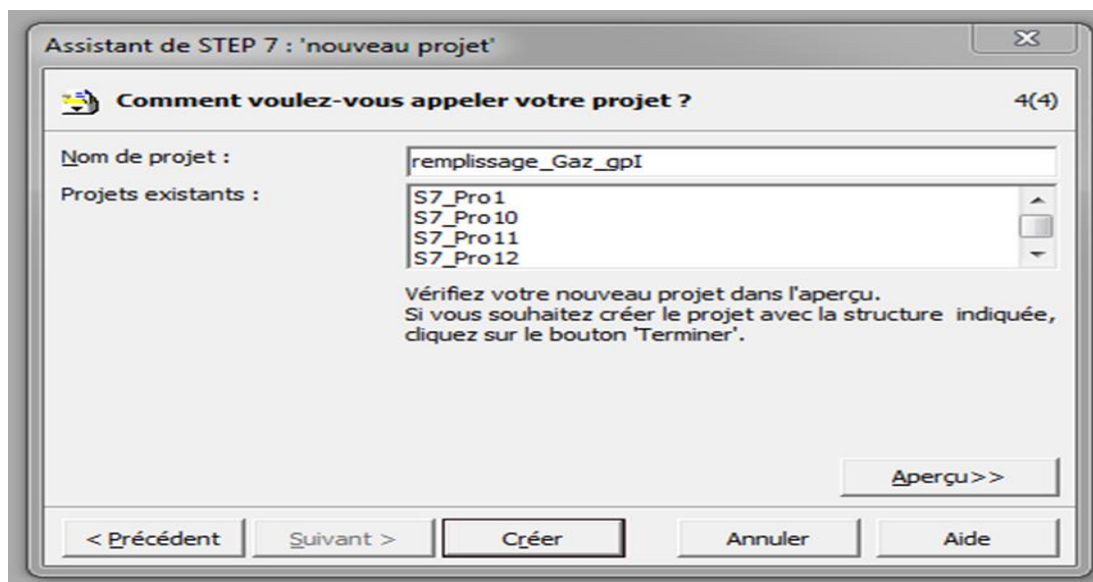 Assistant de STEP 7 : 'nouveau projet'
Comment voulez-vous appeler votre projet ? 4(4)
Nom de projet : remplissage_Gaz_gpI
Projets existants : S7_Pro1
S7_Pro10
S7_Pro11
S7_Pro12
Vérifiez votre nouveau projet dans l'aperçu.
Si vous souhaitez créer le projet avec la structure indiquée,
cliquez sur le bouton 'Terminer'.
Aperçu>>
< Précédent Suivant > Créer Annuler Aide